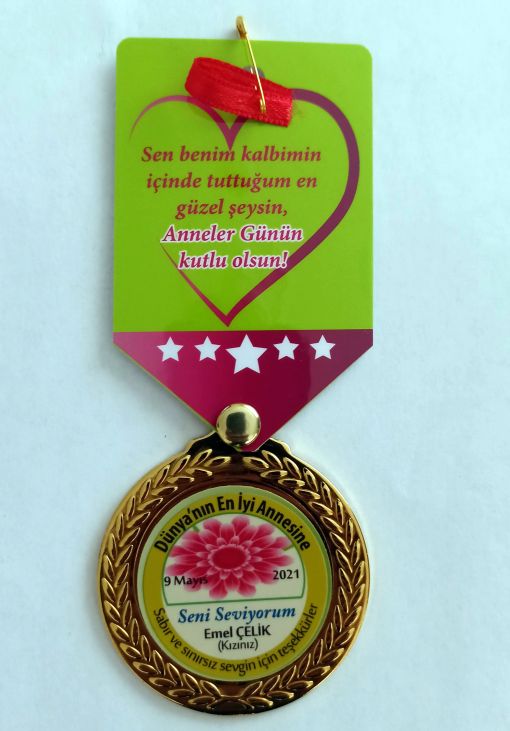 Sen benim kalbimin
içinde tuttuğum en
güzel şeysin,
Anneler Günün
kutlu olsun!
Dünya'nın En İyi Annesine
9 Mayıs 2021
Seni Seviyorum
Emel ÇELİK
(Kızınız)
Sabır ve sınırsız sevgin için teşekkürler